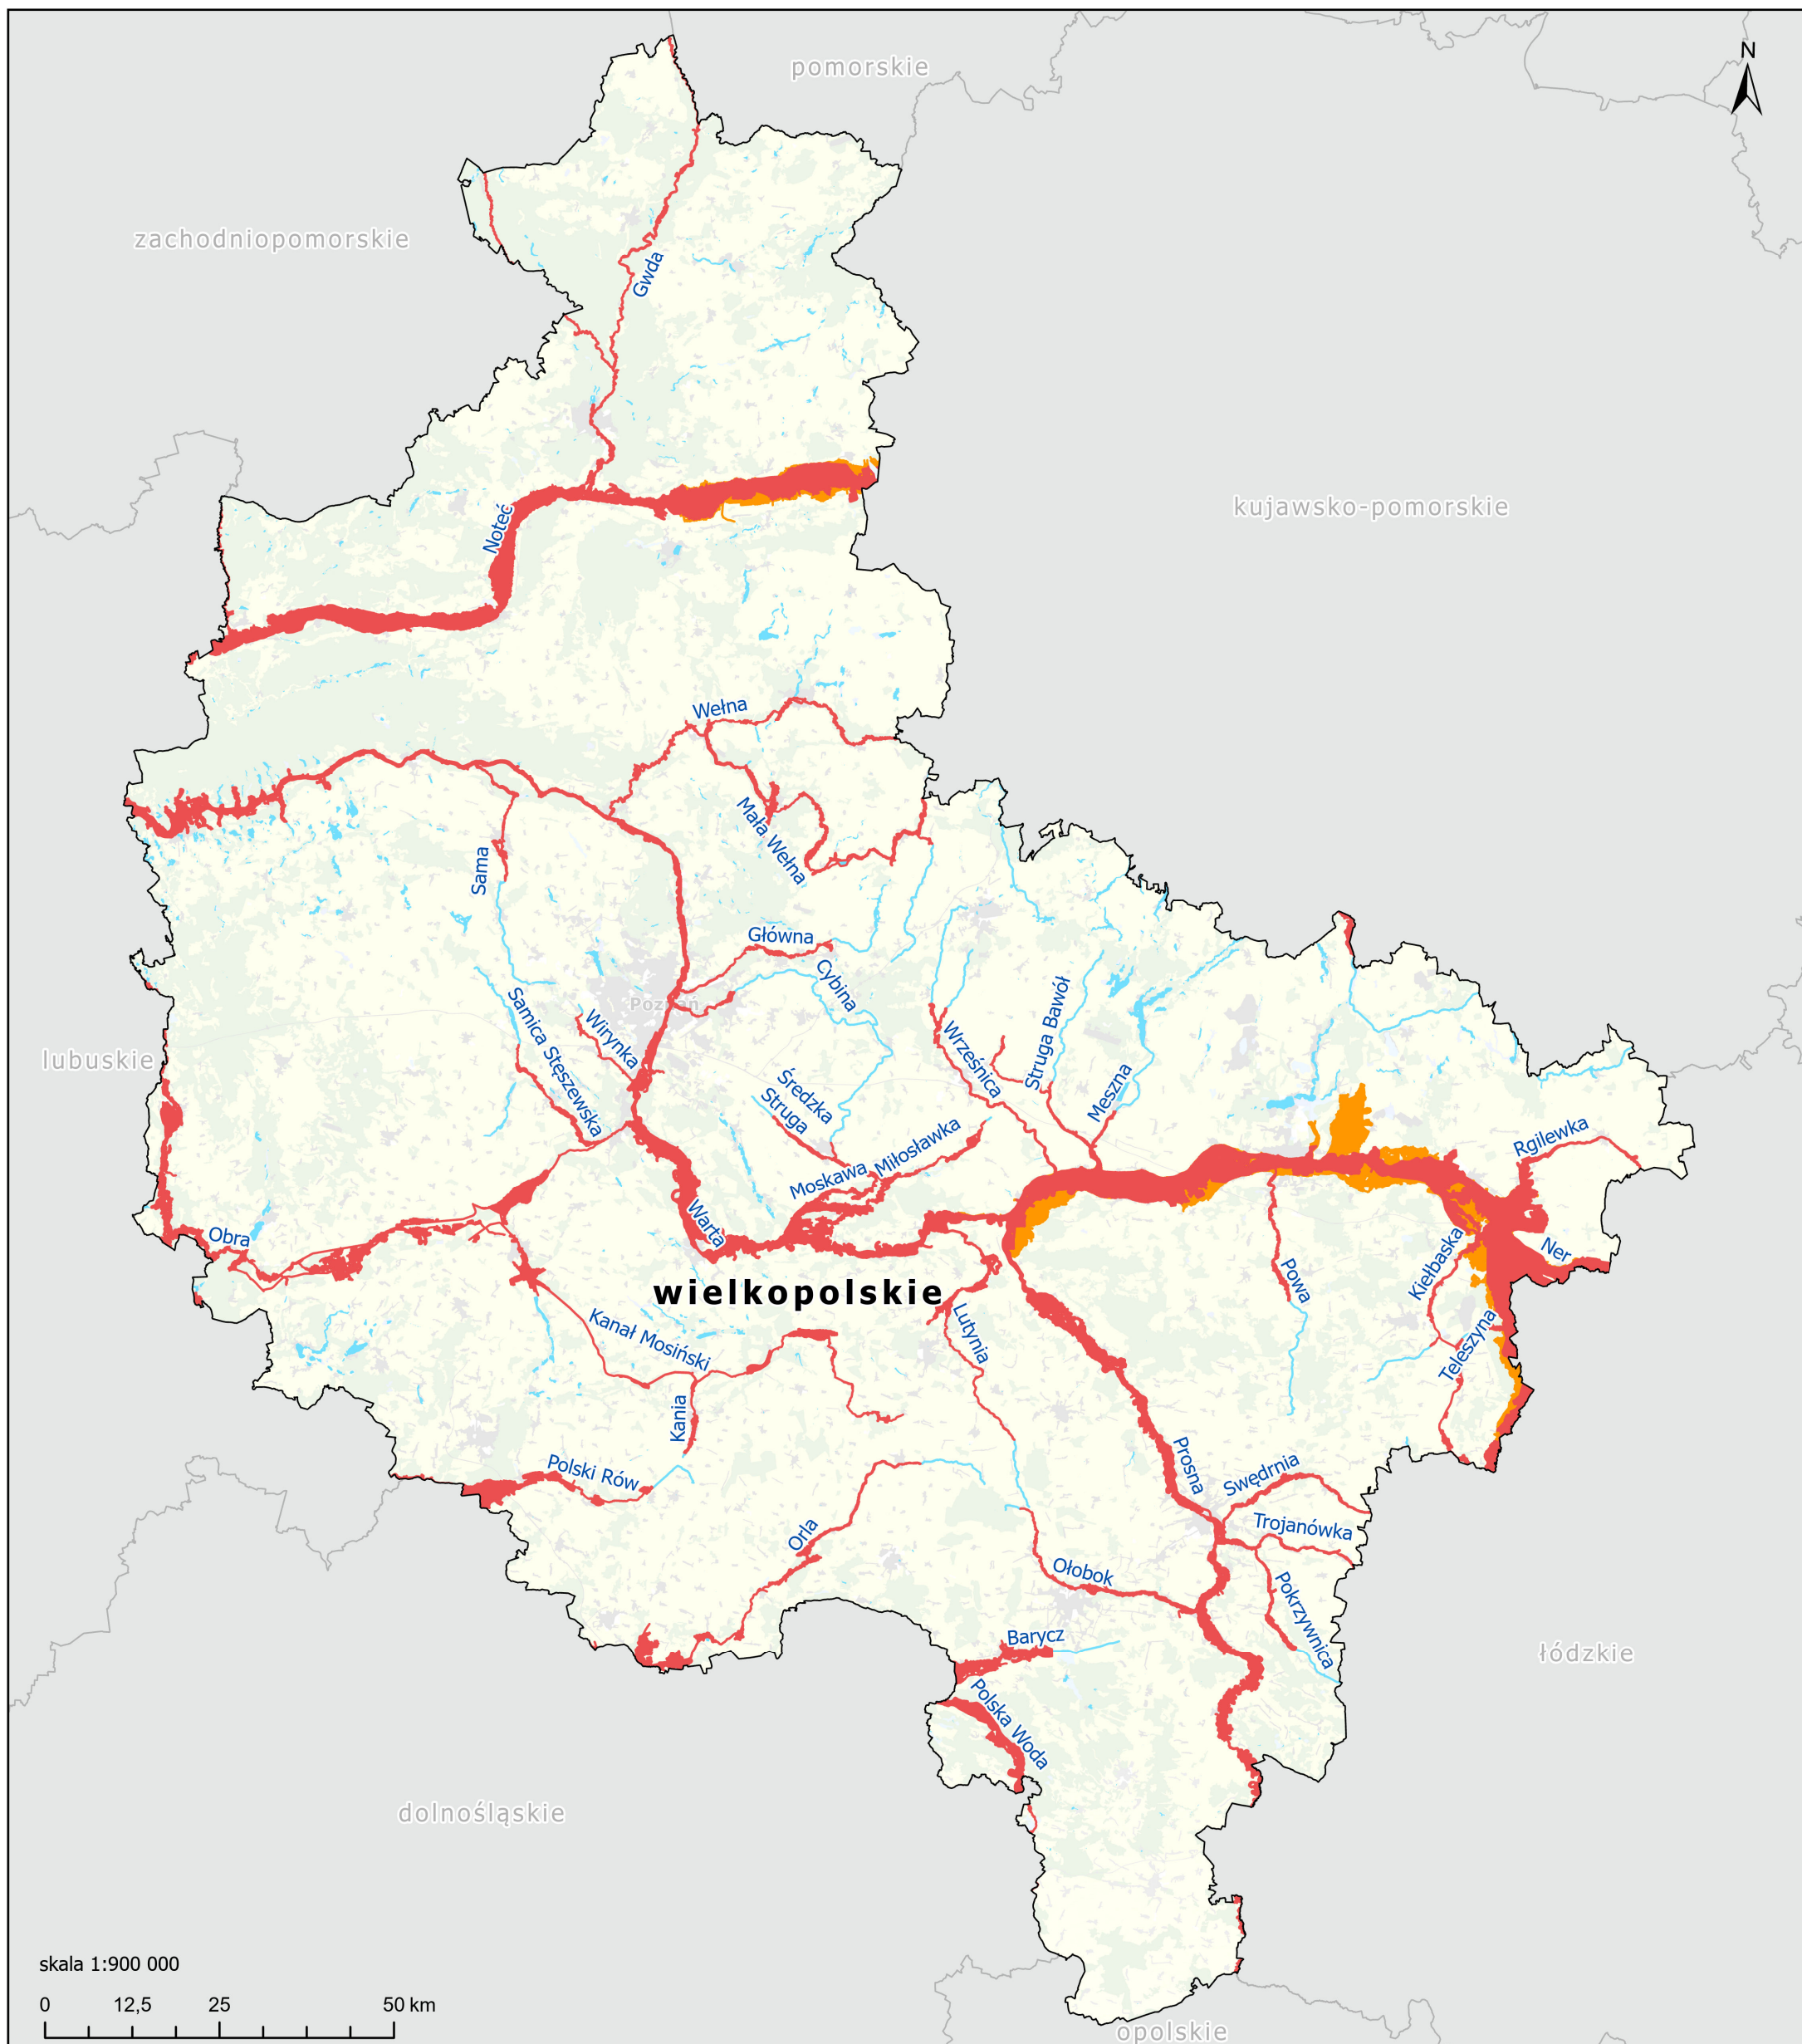 pomorskie
N
zachodniopomorskie
Gwda
kujawsko-pomorskie
Noteć
Wełna
Mała Wełna
Sama
Główna
Cybina
Poznań
Samica Stęszewska
Wirynka
Września
Struga Bawół
Meszna
lubuskie
Średzka
Struga
Miłosławka
Moskawa
Rgilewka
Warta
Obra
Ner
Kiełbaska
Powa
wielkopolskie
Lutynia
Kanał Mosiński
Teleszyna
Kania
Prosna
Swędrnia
Polski Rów
Trojanówka
Orla
Ołobok
Pokrzywnica
Barycz
łódzkie
Polska Woda
dolnośląskie
skala 1:900 000
0 12,5 25 50 km
opolskie